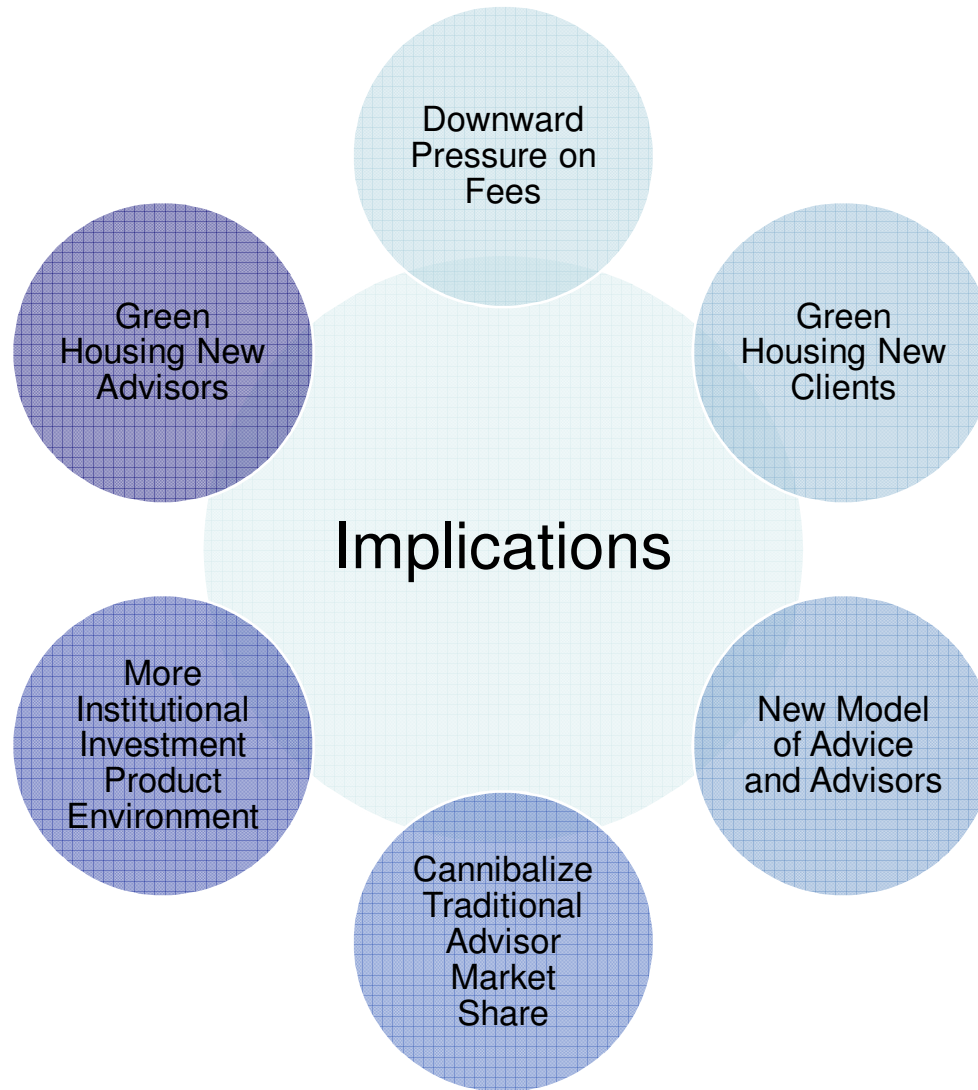 Downward
Pressure on
Fees
Green
Housing New
Advisors
Green
Housing New
Clients
Implications
More
Institutional
Investment
Product
Environment
New Model
of Advice
and Advisors
Cannibalize
Traditional
Advisor
Market
Share